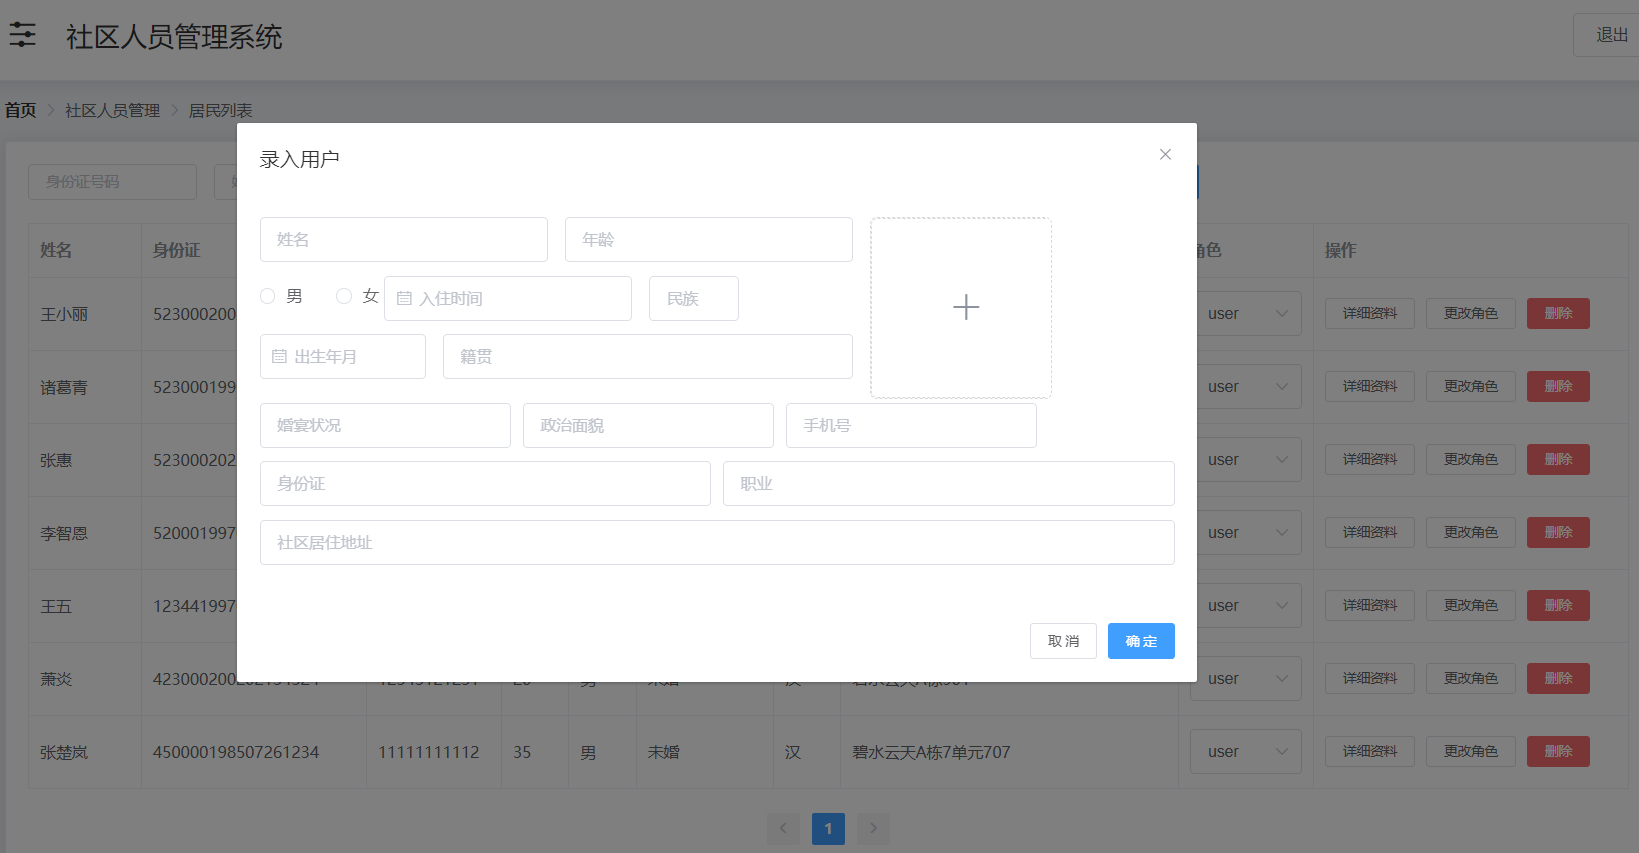 社区人员管理系统
退出
首页 社区人员管理 居民列表
录入用户
身份证号码
姓名 年龄
姓名 身份证 角色 操作
男 女 入住时间 民族
王小丽 523000200 user 详细资料 更改角色 删除
出生年月 籍贯
诸葛青 523000199 user 详细资料 更改角色 删除
婚宴状况 政治面貌 手机号
张惠 523000202 user 详细资料 更改角色 删除
身份证 职业
李智恩 520001997 user 详细资料 更改角色 删除
社区居住地址
王五 123441997 user 详细资料 更改角色 删除
取消 确定
萧炎 user 详细资料 更改角色 删除
张楚岚 450000198507261234 11111111112 35 男 未婚 汉 碧水云天A栋7单元707 user 详细资料 更改角色 删除
1